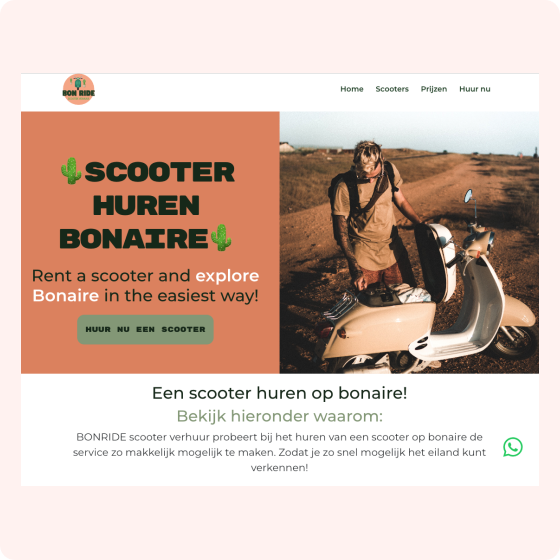 BON RIDE
Home Scooters Prijzen Huur nu
🌵SCOOTER
HUREN
BONAIRE🌵
Rent a scooter and explore
Bonaire in the easiest way!
HUUR NU EEN SCOOTER
Een scooter huren op bonaire!
Bekijk hieronder waarom:
BONRIDE scooter verhuur probeert bij het huren van een scooter op bonaire de
service zo makkelijk mogelijk te maken. Zodat je zo snel mogelijk het eiland kunt
verkennen!